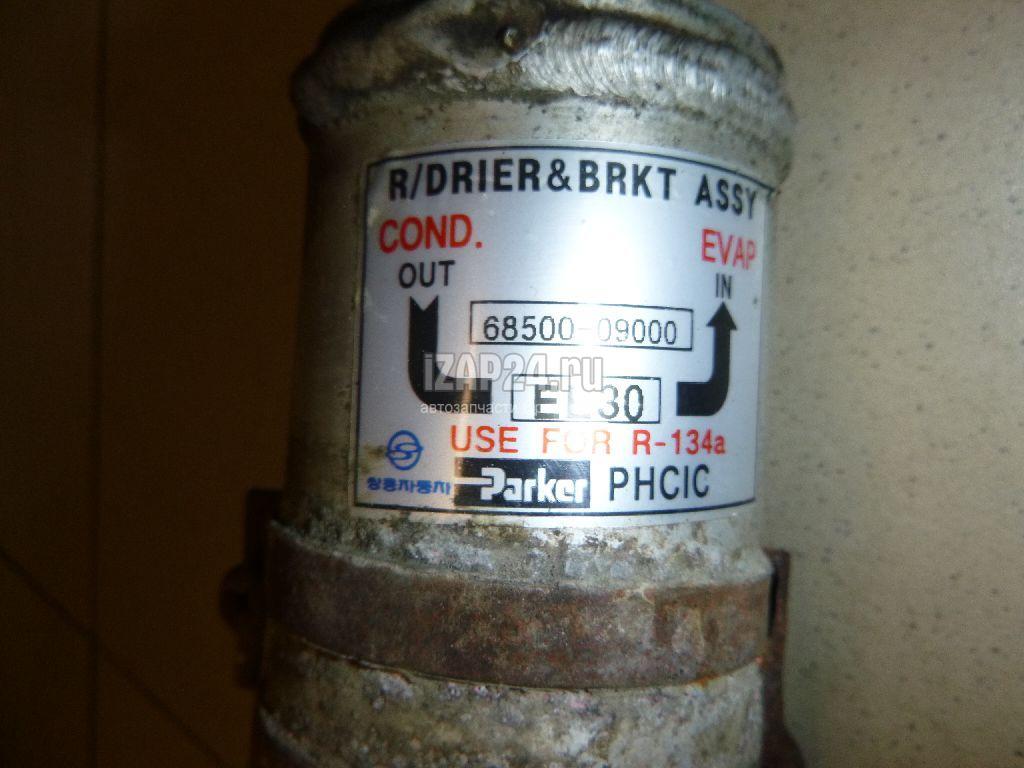 R/DRIER&BRKT ASSY
COND. EVAP
OUT IN
68500-09000
iZAP24.ru
автозапчасти
30
USE FOR R-134a
쌍용자동차 Parker PHCIC